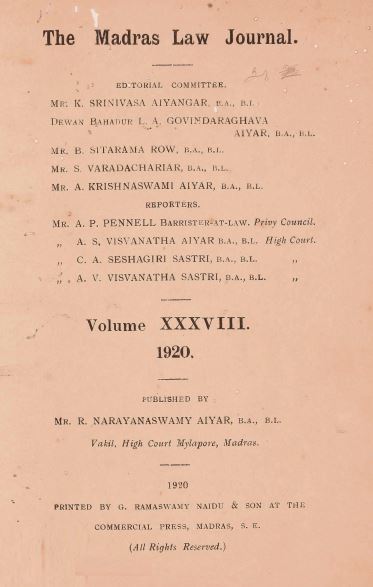 The Madras Law Journal.
EDITORIAL COMMITTEE.
MR. K. SRINIVASA AIYANGAR, B.A., B.L.
DEWAN BAHADUR L. A. GOVINDARAGHAVA
AIYAR, B.A., B.L.
MR. B. SITARAMA ROW, B.A., B.L.
MR. S. VARADACHARIAR, B.A., B.L.
MR. A. KRISHNASWAMI AIYAR, B.A., B.L.
REPORTERS.
MR. A. P. PENNELL BARRISTER-AT-LAW. Privy Council.
„ A. S. VISVANATHA AIYAR B.A., B.L. High Court.
„ C. A. SESHAGIRI SASTRI, B.A., B.L. „
„ A. V. VISVANATHA SASTRI, B.A., B.L. „
Volume XXXVIII.
1920.
PUBLISHED BY
MR. R. NARAYANASWAMY AIYAR, B.A., B.L.
Vakil, High Court Mylapore, Madras.
1920
PRINTED BY G. RAMASWAMY NAIDU & SON AT THE
COMMERCIAL PRESS, MADRAS, S. E.
(All Rights Reserved.)